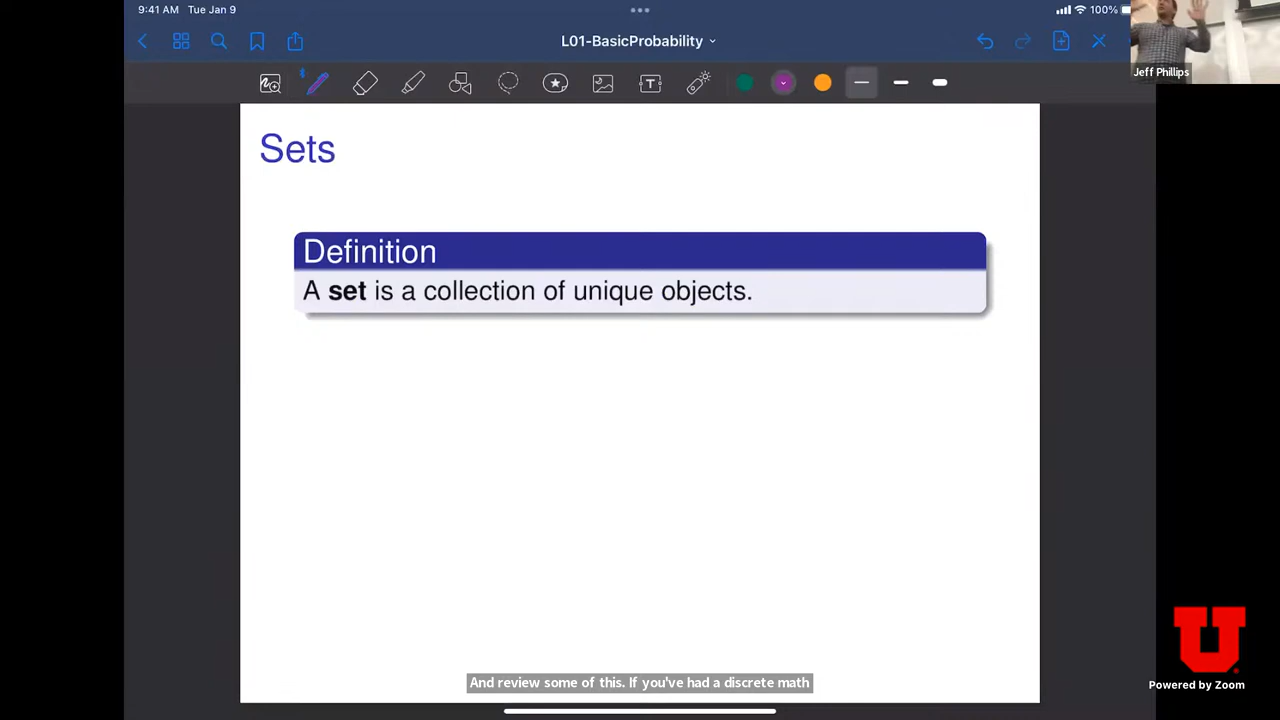 9:41 AM Tue Jan 9
100%
L01-BasicProbability
Jeff Phillips
Sets
Definition
A set is a collection of unique objects.
And review some of this. If you've had a discrete math
U
Powered by Zoom